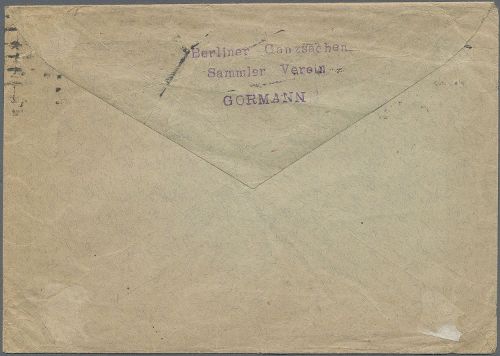 Berliner Ganzsachen
Sammler Verein
GORMANN